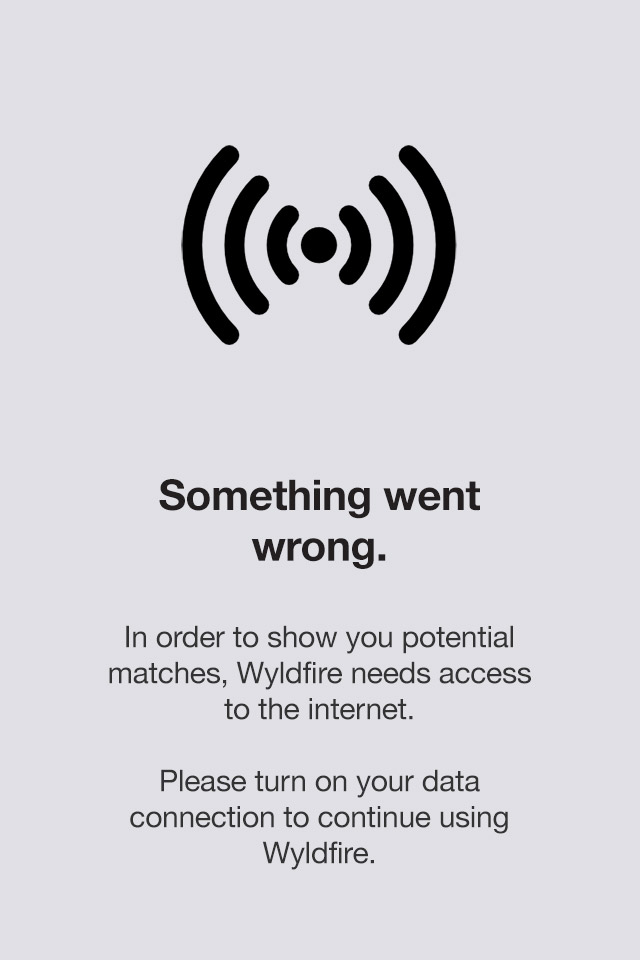 Something went
wrong.
In order to show you potential
matches, Wyldfire needs access
to the internet.
Please turn on your data
connection to continue using
Wyldfire.